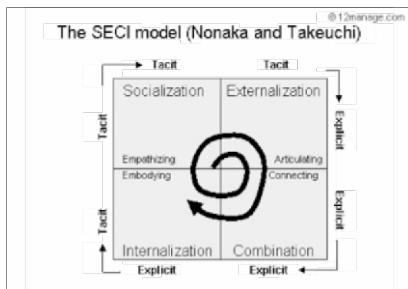 © 12manage.com
The SECI model (Nonaka and Takeuchi)
Tacit Tacit
Socialization Externalization
Tacit Explicit
Empathizing Articulating
Embodying Connecting
Tacit Explicit
Internalization Combination
Explicit Explicit